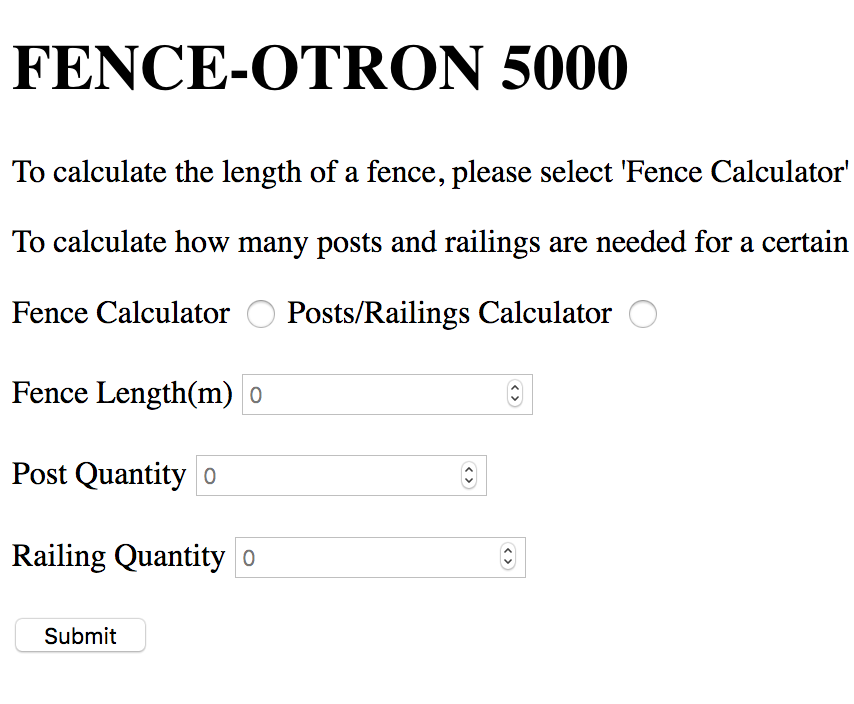 FENCE-OTRON 5000
To calculate the length of a fence, please select 'Fence Calculator'
To calculate how many posts and railings are needed for a certain
Fence Calculator Posts/Railings Calculator
Fence Length(m) 0
Post Quantity 0
Railing Quantity 0
Submit